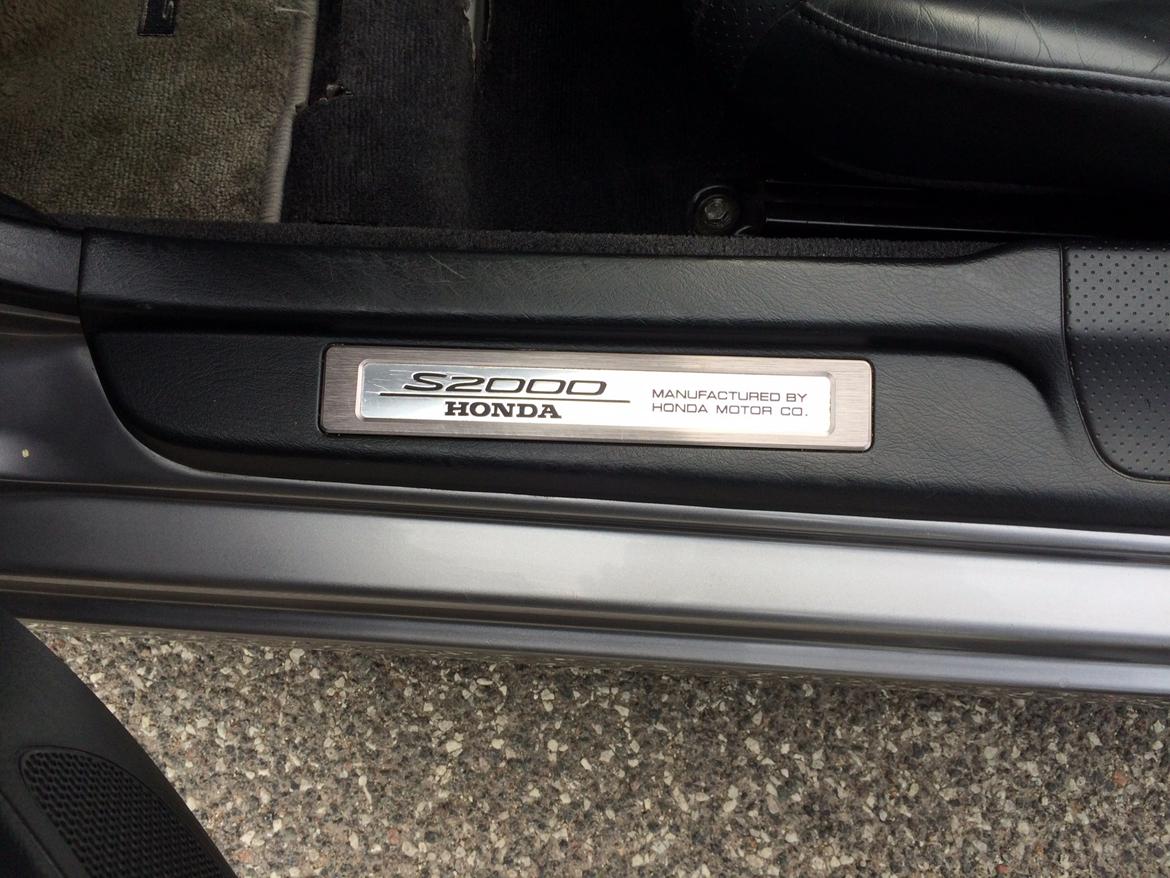 S2000
HONDA
MANUFACTURED BY
HONDA MOTOR CO.